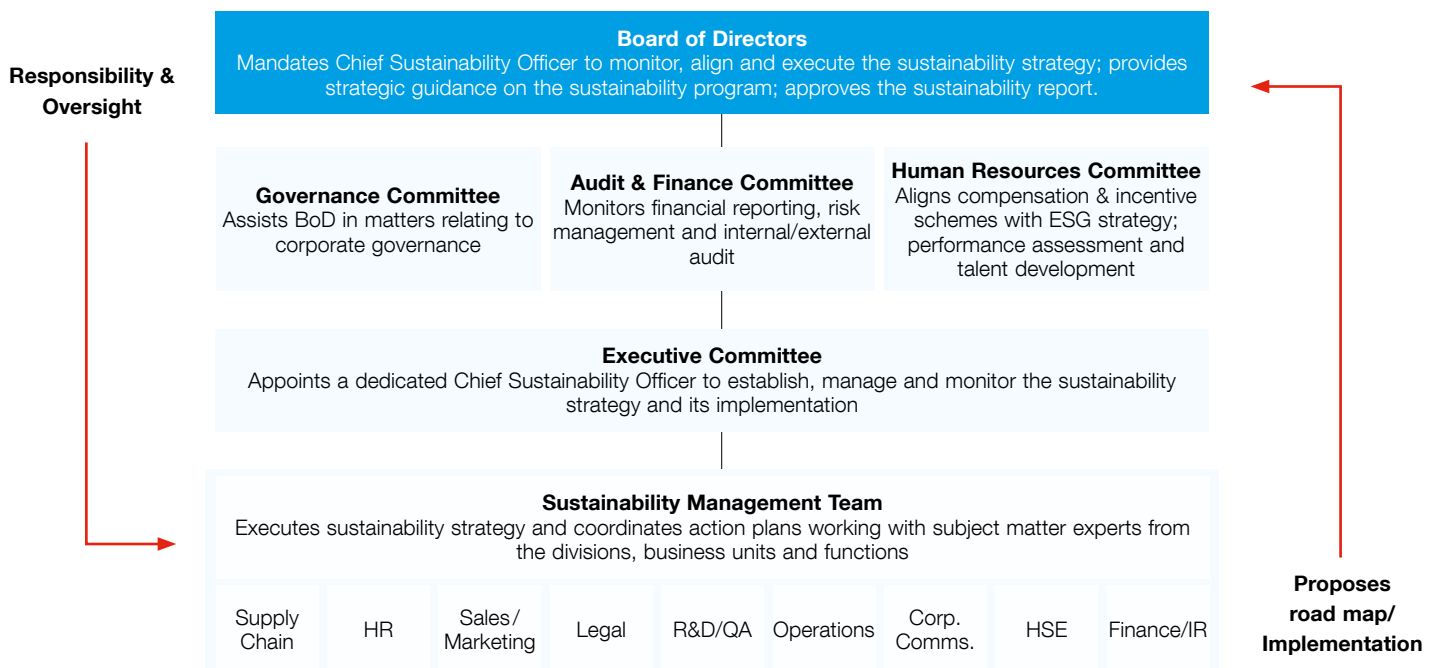 Responsibility &
Oversight
Board of Directors
Mandates Chief Sustainability Officer to monitor, align and execute the sustainability strategy; provides
strategic guidance on the sustainability program; approves the sustainability report.
Governance Committee
Assists BoD in matters relating to
corporate governance
Audit & Finance Committee
Monitors financial reporting, risk
management and internal/external
audit
Human Resources Committee
Aligns compensation & incentive
schemes with ESG strategy;
performance assessment and
talent development
Executive Committee
Appoints a dedicated Chief Sustainability Officer to establish, manage and monitor the sustainability
strategy and its implementation
Sustainability Management Team
Executes sustainability strategy and coordinates action plans working with subject matter experts from
the divisions, business units and functions
Supply
Chain
HR
Sales/
Marketing
Legal
R&D/QA
Operations
Corp.
Comms.
HSE
Finance/IR
Proposes
road map/
Implementation